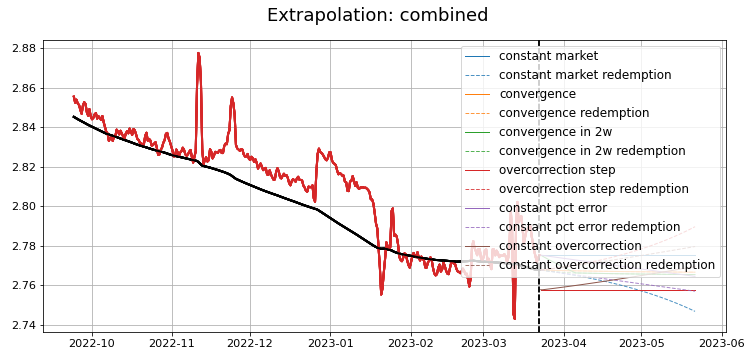 Extrapolation: combined
2.88
2.86
2.84
2.82
2.80
2.78
2.76
2.74
constant market
constant market redemption
convergence
convergence redemption
convergence in 2w
convergence in 2w redemption
overcorrection step
overcorrection step redemption
constant pct error
constant pct error redemption
constant overcorrection
constant overcorrection redemption
2022-10 2022-11 2022-12 2023-01 2023-02 2023-03 2023-04 2023-05 2023-06